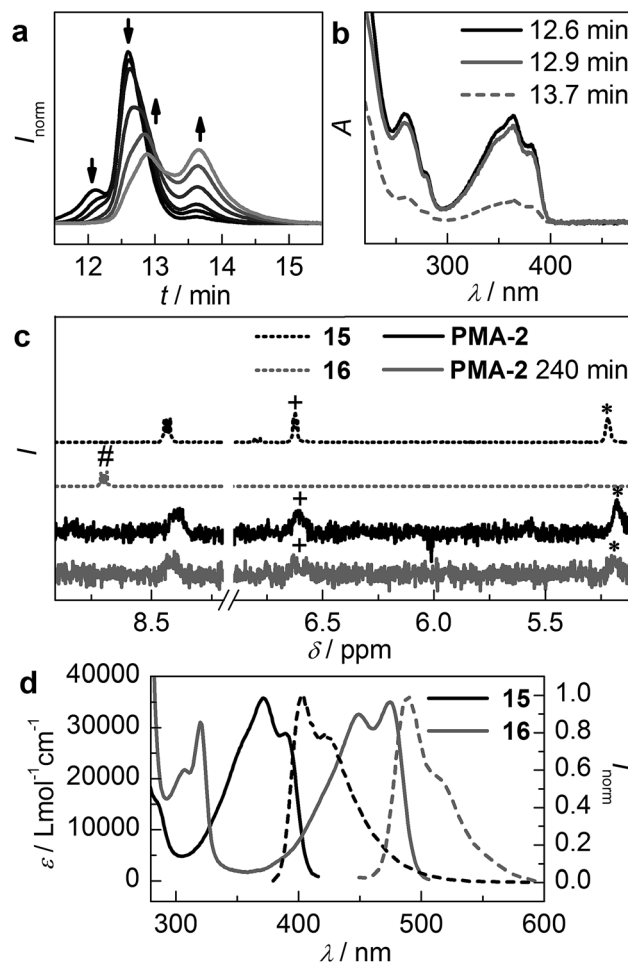 a
I norm
12 13 14 15
t / min
b
A
12.6 min
12.9 min
13.7 min
300 400
λ / nm
c
15 PMA-2
16 PMA-2 240 min
I
+ *
#
+ *
+ *
8.5 6.5 6.0 5.5
δ / ppm
d
40000
30000
20000
10000
0
ε / Lmol⁻¹cm⁻¹
15
16
1.0
0.8
0.6
0.4
0.2
0.0
I norm
300 400 500 600
λ / nm